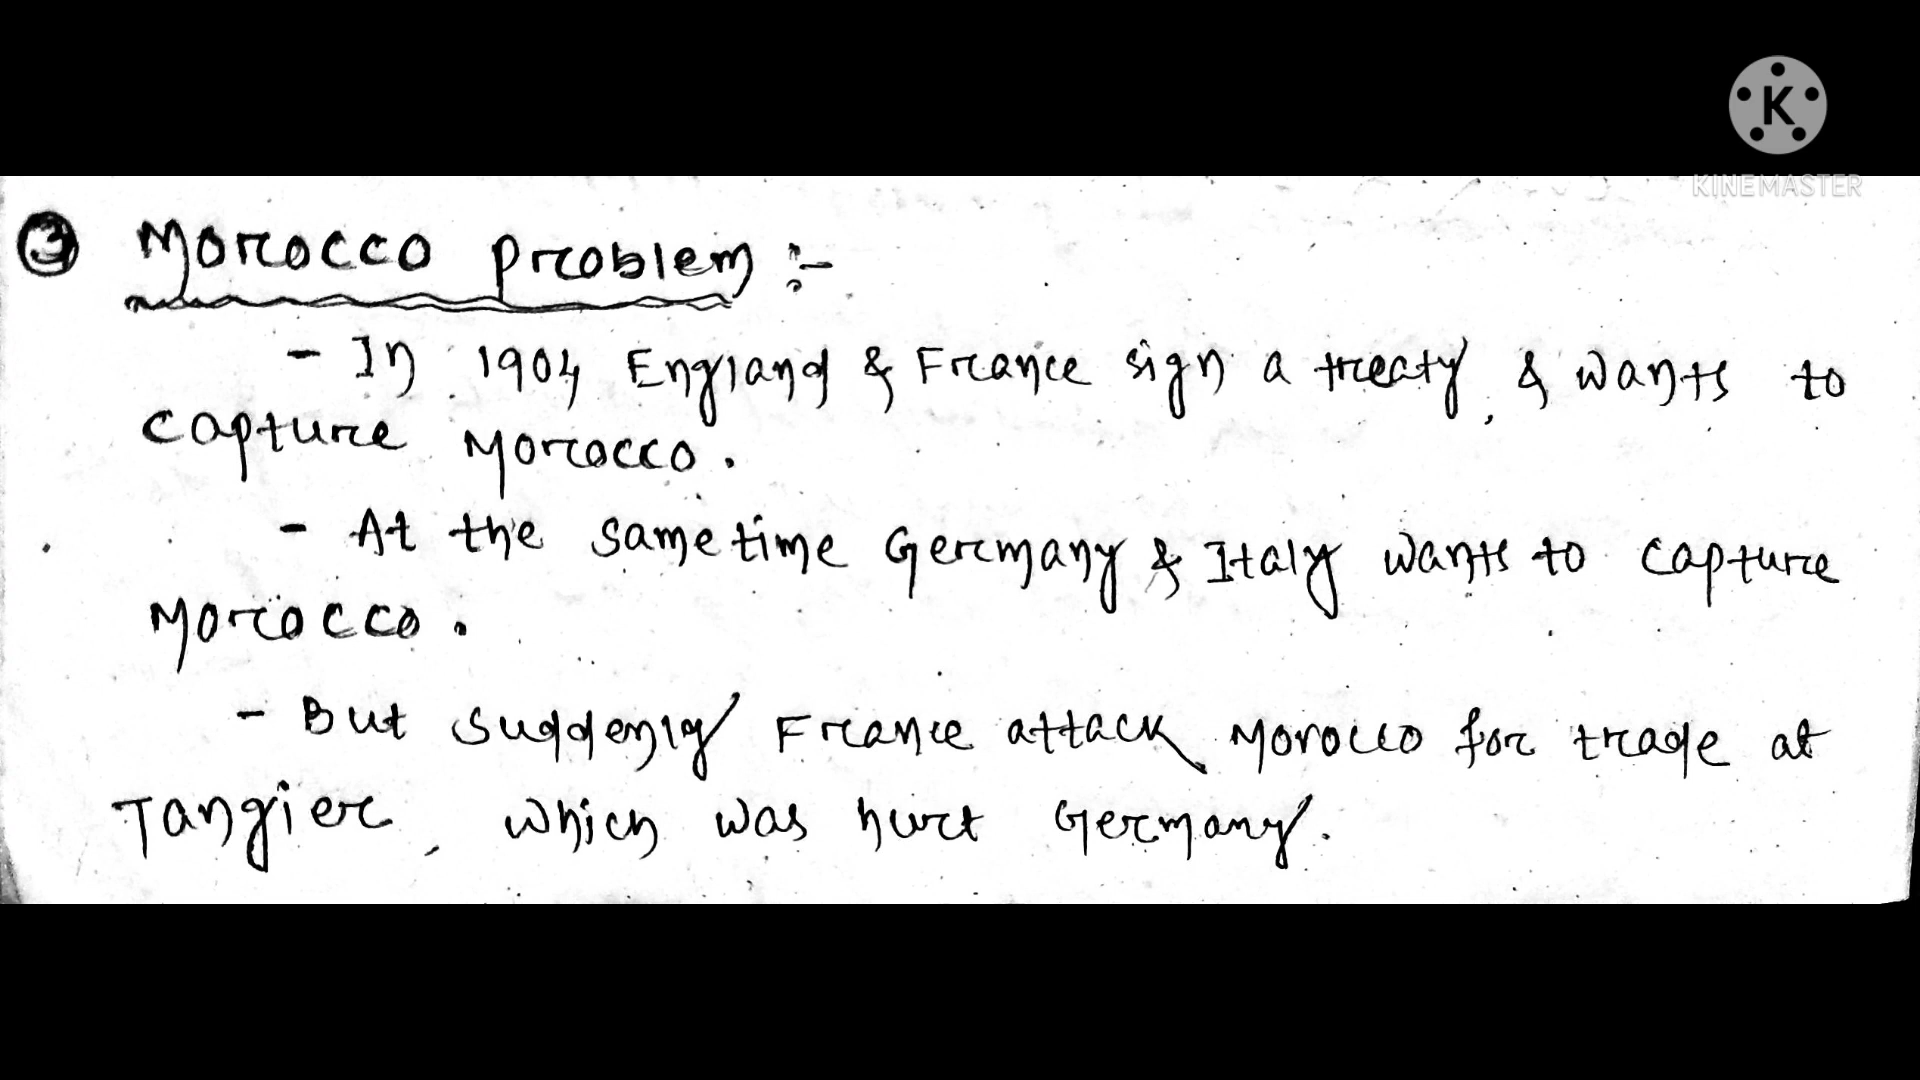 K
KINEMASTER
3 Morocco problem :-
- In 1904 England & France sign a treaty, & wants to
capture Morocco.
- At the same time Germany & Italy wants to capture
Morocco.
- But suddenly France attack Morocco for trade at
Tangier, which was hurt Germany.